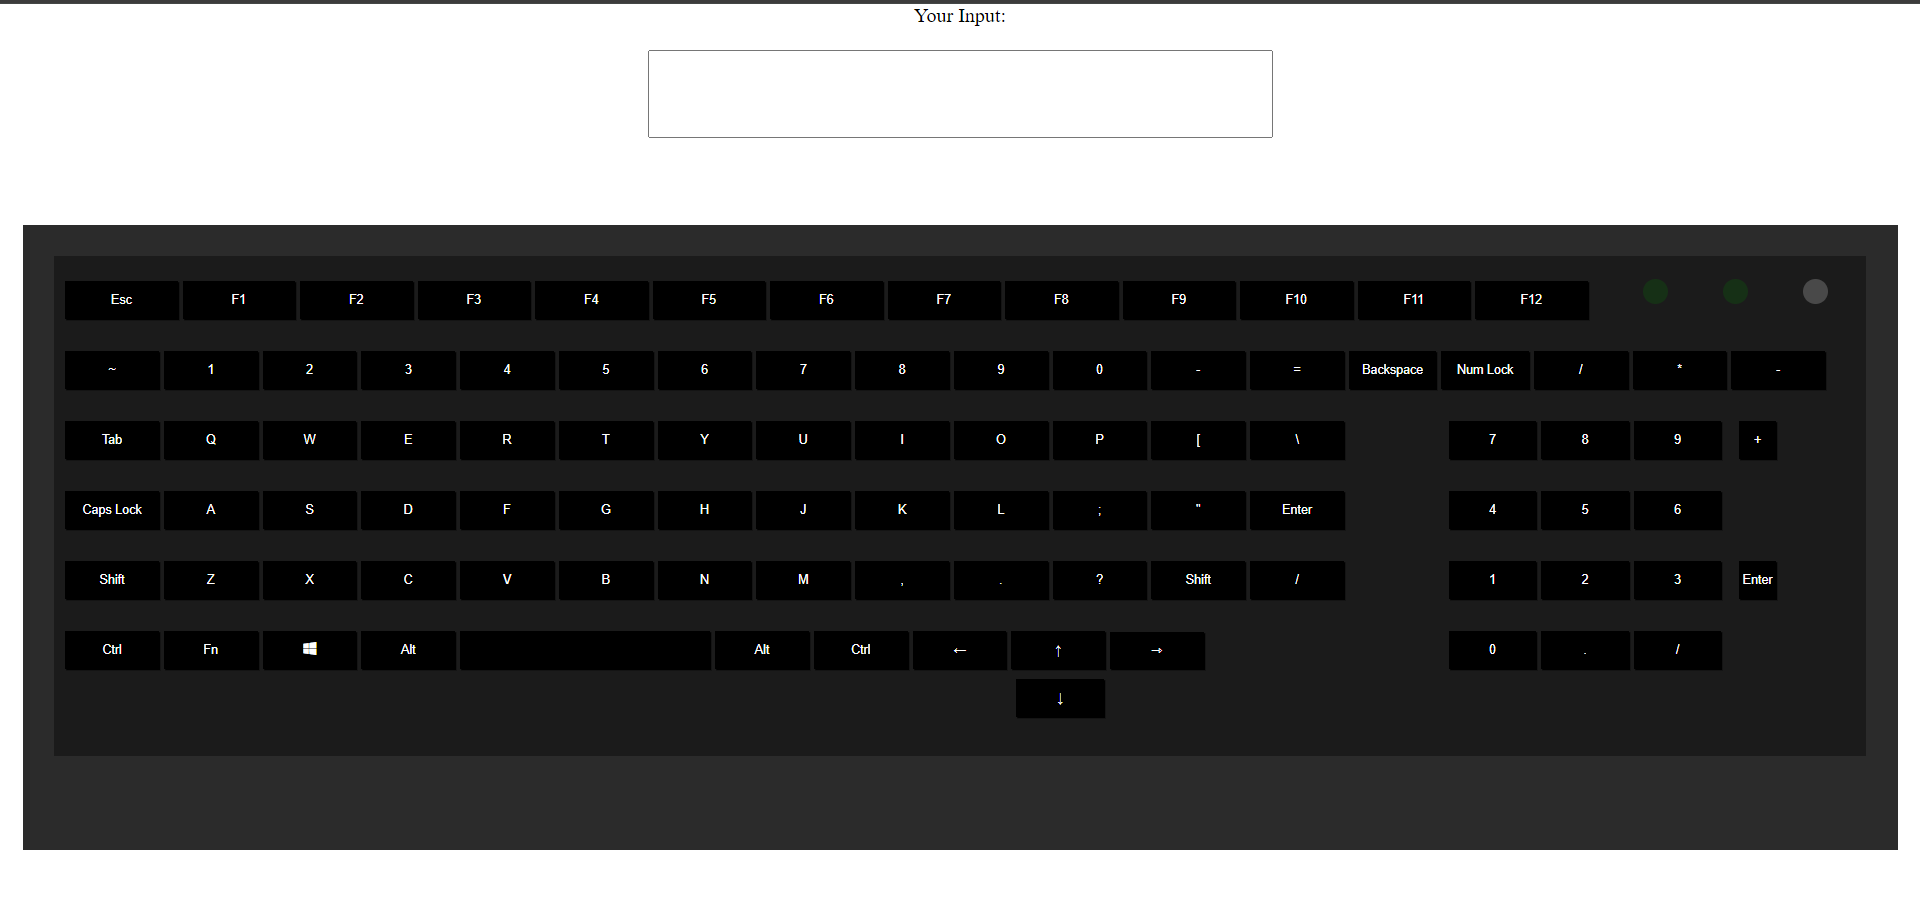 Your Input:
Esc F1 F2 F3 F4 F5 F6 F7 F8 F9 F10 F11 F12
~ 1 2 3 4 5 6 7 8 9 0 - = Backspace Num Lock / * -
Tab Q W E R T Y U I O P [ \ 7 8 9 +
Caps Lock A S D F G H J K L ; " Enter 4 5 6
Shift Z X C V B N M , . ? Shift / 1 2 3 Enter
Ctrl Fn Alt Alt Ctrl ← ↑ → 0 . /
↓